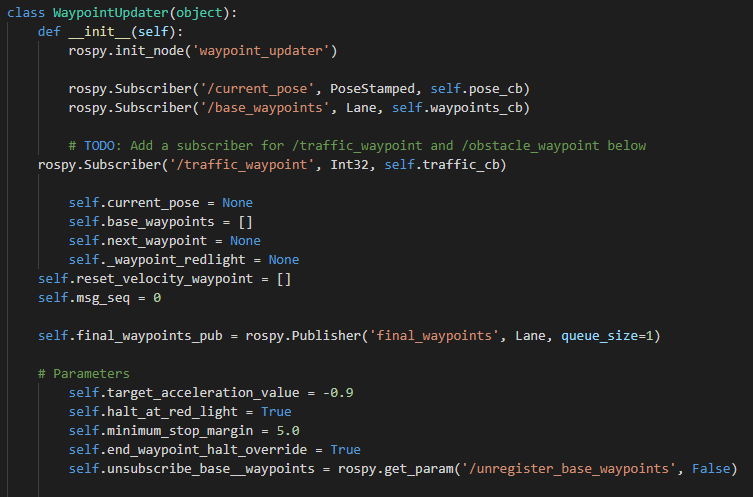 class WaypointUpdater(object):
    def __init__(self):
        rospy.init_node('waypoint_updater')

        rospy.Subscriber('/current_pose', PoseStamped, self.pose_cb)
        rospy.Subscriber('/base_waypoints', Lane, self.waypoints_cb)

        # TODO: Add a subscriber for /traffic_waypoint and /obstacle_waypoint below
    rospy.Subscriber('/traffic_waypoint', Int32, self.traffic_cb)

        self.current_pose = None
        self.base_waypoints = []
        self.next_waypoint = None
        self._waypoint_redlight = None
    self.reset_velocity_waypoint = []
    self.msg_seq = 0

    self.final_waypoints_pub = rospy.Publisher('final_waypoints', Lane, queue_size=1)

    # Parameters
        self.target_acceleration_value = -0.9
        self.halt_at_red_light = True
        self.minimum_stop_margin = 5.0
        self.end_waypoint_halt_override = True
        self.unsubscribe_base__waypoints = rospy.get_param('/unregister_base_waypoints', False)